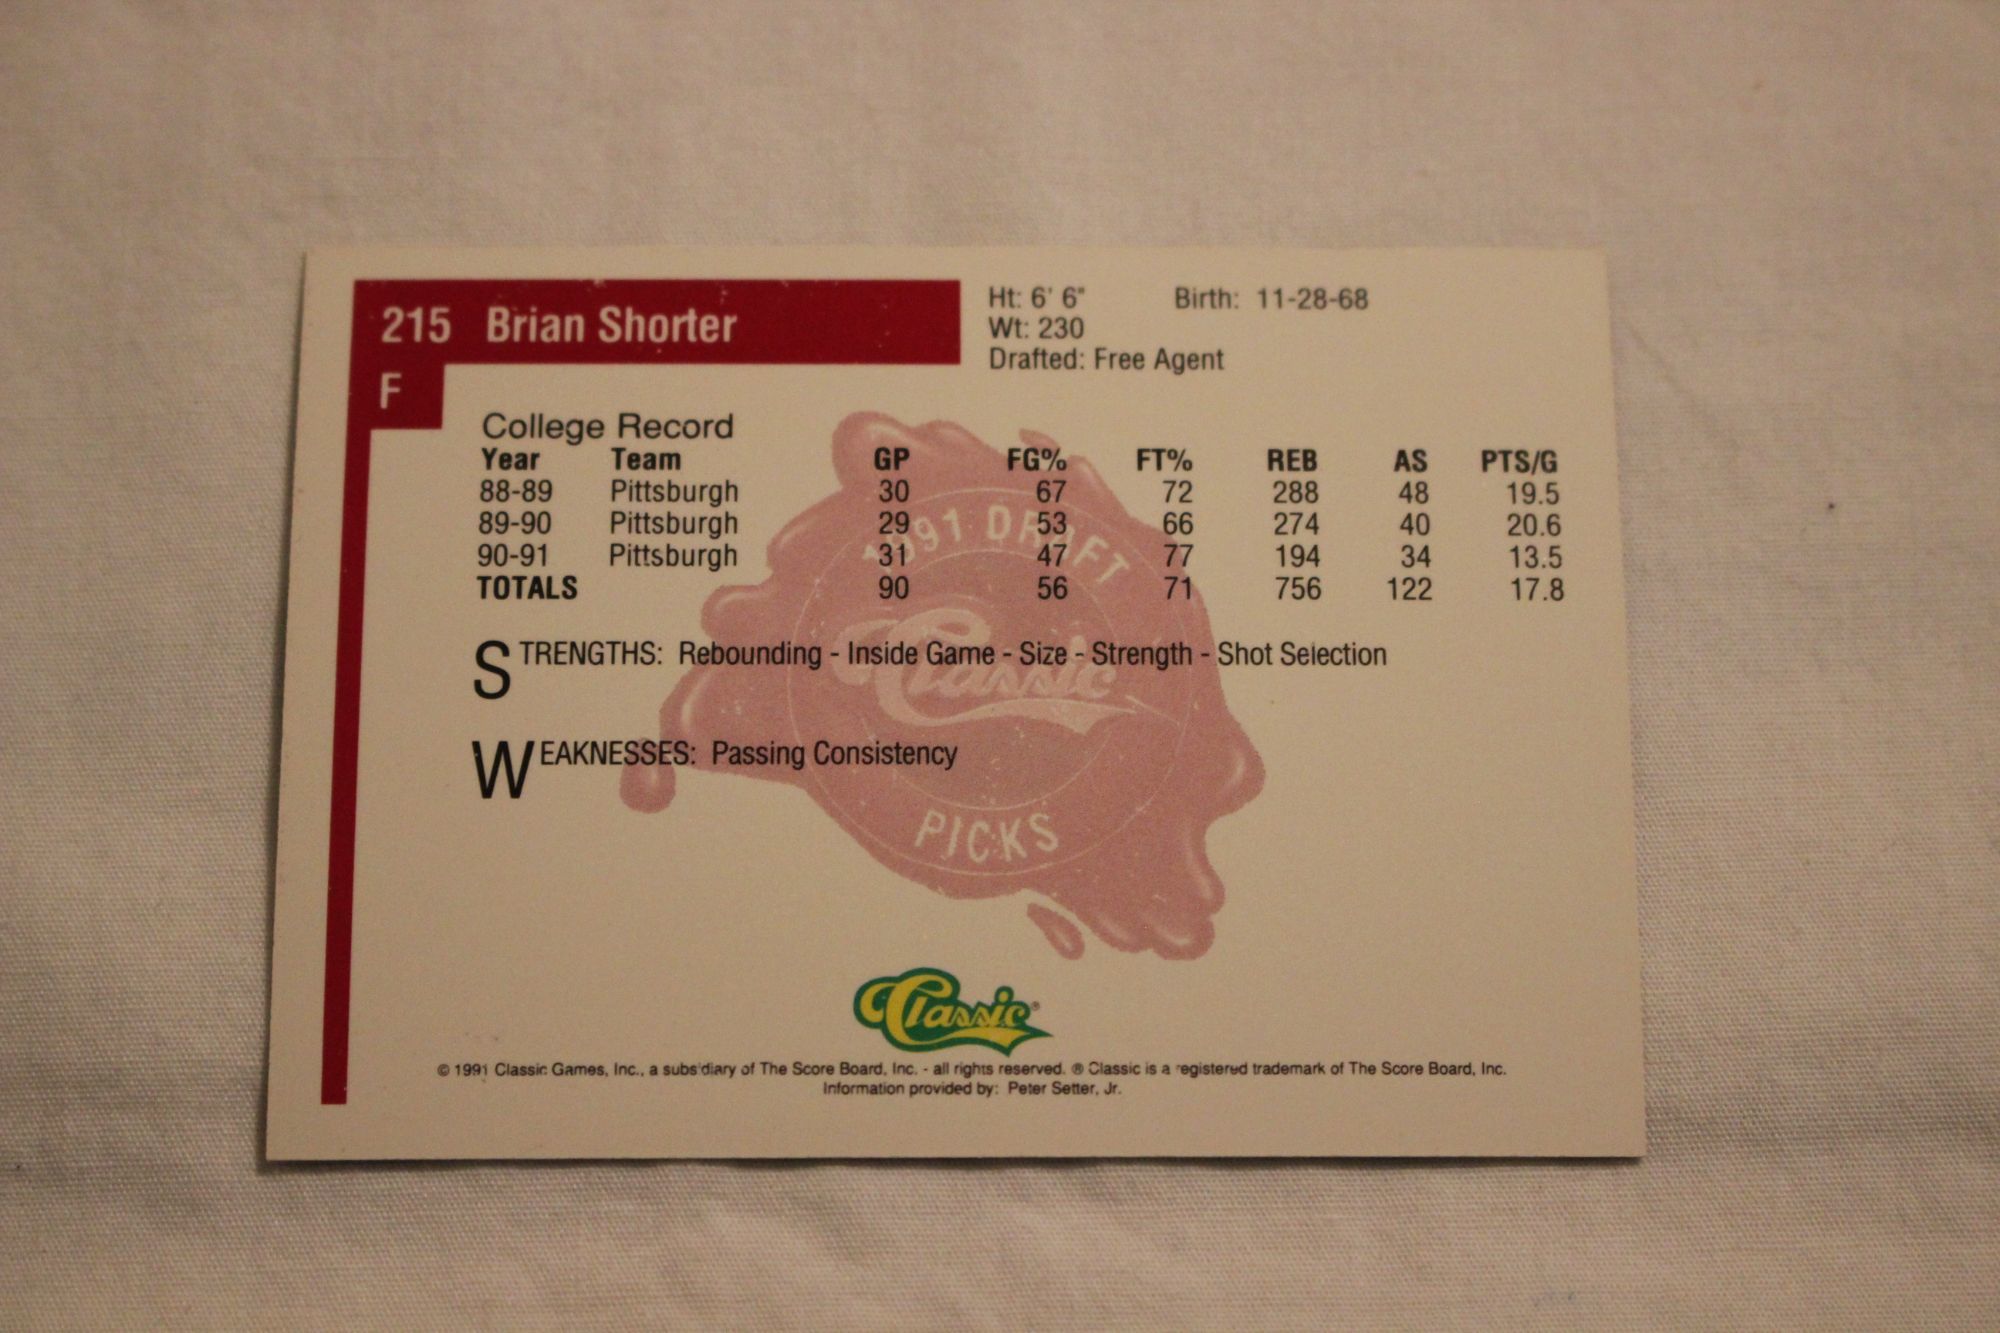 215 Brian Shorter
F
Ht: 6' 6" Birth: 11-28-68
Wt: 230
Drafted: Free Agent
College Record
Year Team GP FG% FT% REB AS PTS/G
88-89 Pittsburgh 30 67 72 288 48 19.5
89-90 Pittsburgh 29 53 66 274 40 20.6
90-91 Pittsburgh 31 47 77 194 34 13.5
TOTALS 90 56 71 756 122 17.8
STRENGTHS: Rebounding - Inside Game - Size - Strength - Shot Selection
WEAKNESSES: Passing Consistency
1991 DRAFT
Classic
PICKS
Classic®
© 1991 Classic Games, Inc., a subsidiary of The Score Board, Inc. - all rights reserved. ® Classic is a registered trademark of The Score Board, Inc.
Information provided by: Peter Setter, Jr.